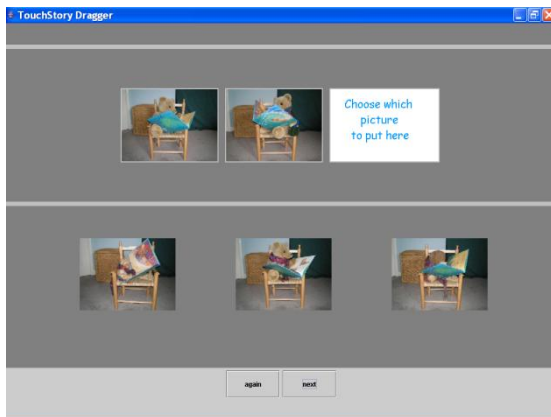 TouchStory Dragger
Choose which
picture
to put here
again
next